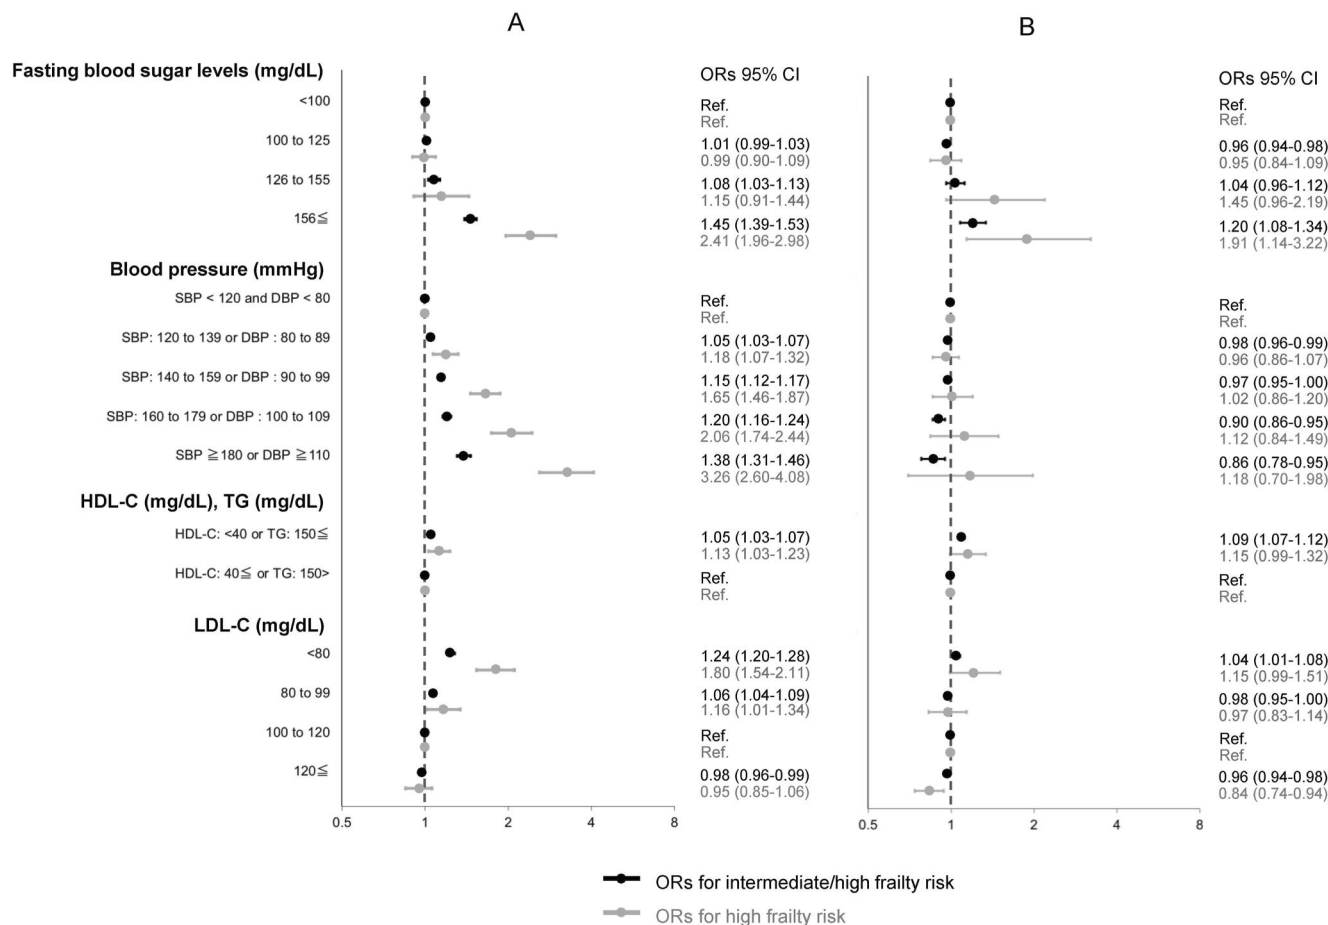 A
B
Fasting blood sugar levels (mg/dL)
ORs 95% CI
ORs 95% CI
<100
Ref.
Ref.
Ref.
Ref.
100 to 125
1.01 (0.99-1.03)
0.99 (0.90-1.09)
0.96 (0.94-0.98)
0.95 (0.84-1.09)
126 to 155
1.08 (1.03-1.13)
1.15 (0.91-1.44)
1.04 (0.96-1.12)
1.45 (0.96-2.19)
156≦
1.45 (1.39-1.53)
2.41 (1.96-2.98)
1.20 (1.08-1.34)
1.91 (1.14-3.22)
Blood pressure (mmHg)
SBP < 120 and DBP < 80
Ref.
Ref.
Ref.
Ref.
SBP: 120 to 139 or DBP : 80 to 89
1.05 (1.03-1.07)
1.18 (1.07-1.32)
0.98 (0.96-0.99)
0.96 (0.86-1.07)
SBP: 140 to 159 or DBP : 90 to 99
1.15 (1.12-1.17)
1.65 (1.46-1.87)
0.97 (0.95-1.00)
1.02 (0.86-1.20)
SBP: 160 to 179 or DBP : 100 to 109
1.20 (1.16-1.24)
2.06 (1.74-2.44)
0.90 (0.86-0.95)
1.12 (0.84-1.49)
SBP ≧180 or DBP ≧110
1.38 (1.31-1.46)
3.26 (2.60-4.08)
0.86 (0.78-0.95)
1.18 (0.70-1.98)
HDL-C (mg/dL), TG (mg/dL)
HDL-C: <40 or TG: 150≦
1.05 (1.03-1.07)
1.13 (1.03-1.23)
1.09 (1.07-1.12)
1.15 (0.99-1.32)
HDL-C: 40≦ or TG: 150>
Ref.
Ref.
Ref.
Ref.
LDL-C (mg/dL)
<80
1.24 (1.20-1.28)
1.80 (1.54-2.11)
1.04 (1.01-1.08)
1.15 (0.99-1.51)
80 to 99
1.06 (1.04-1.09)
1.16 (1.01-1.34)
0.98 (0.95-1.00)
0.97 (0.83-1.14)
100 to 120
Ref.
Ref.
Ref.
Ref.
120≦
0.98 (0.96-0.99)
0.95 (0.85-1.06)
0.96 (0.94-0.98)
0.84 (0.74-0.94)
0.5 1 2 4 8
0.5 1 2 4 8
ORs for intermediate/high frailty risk
ORs for high frailty risk